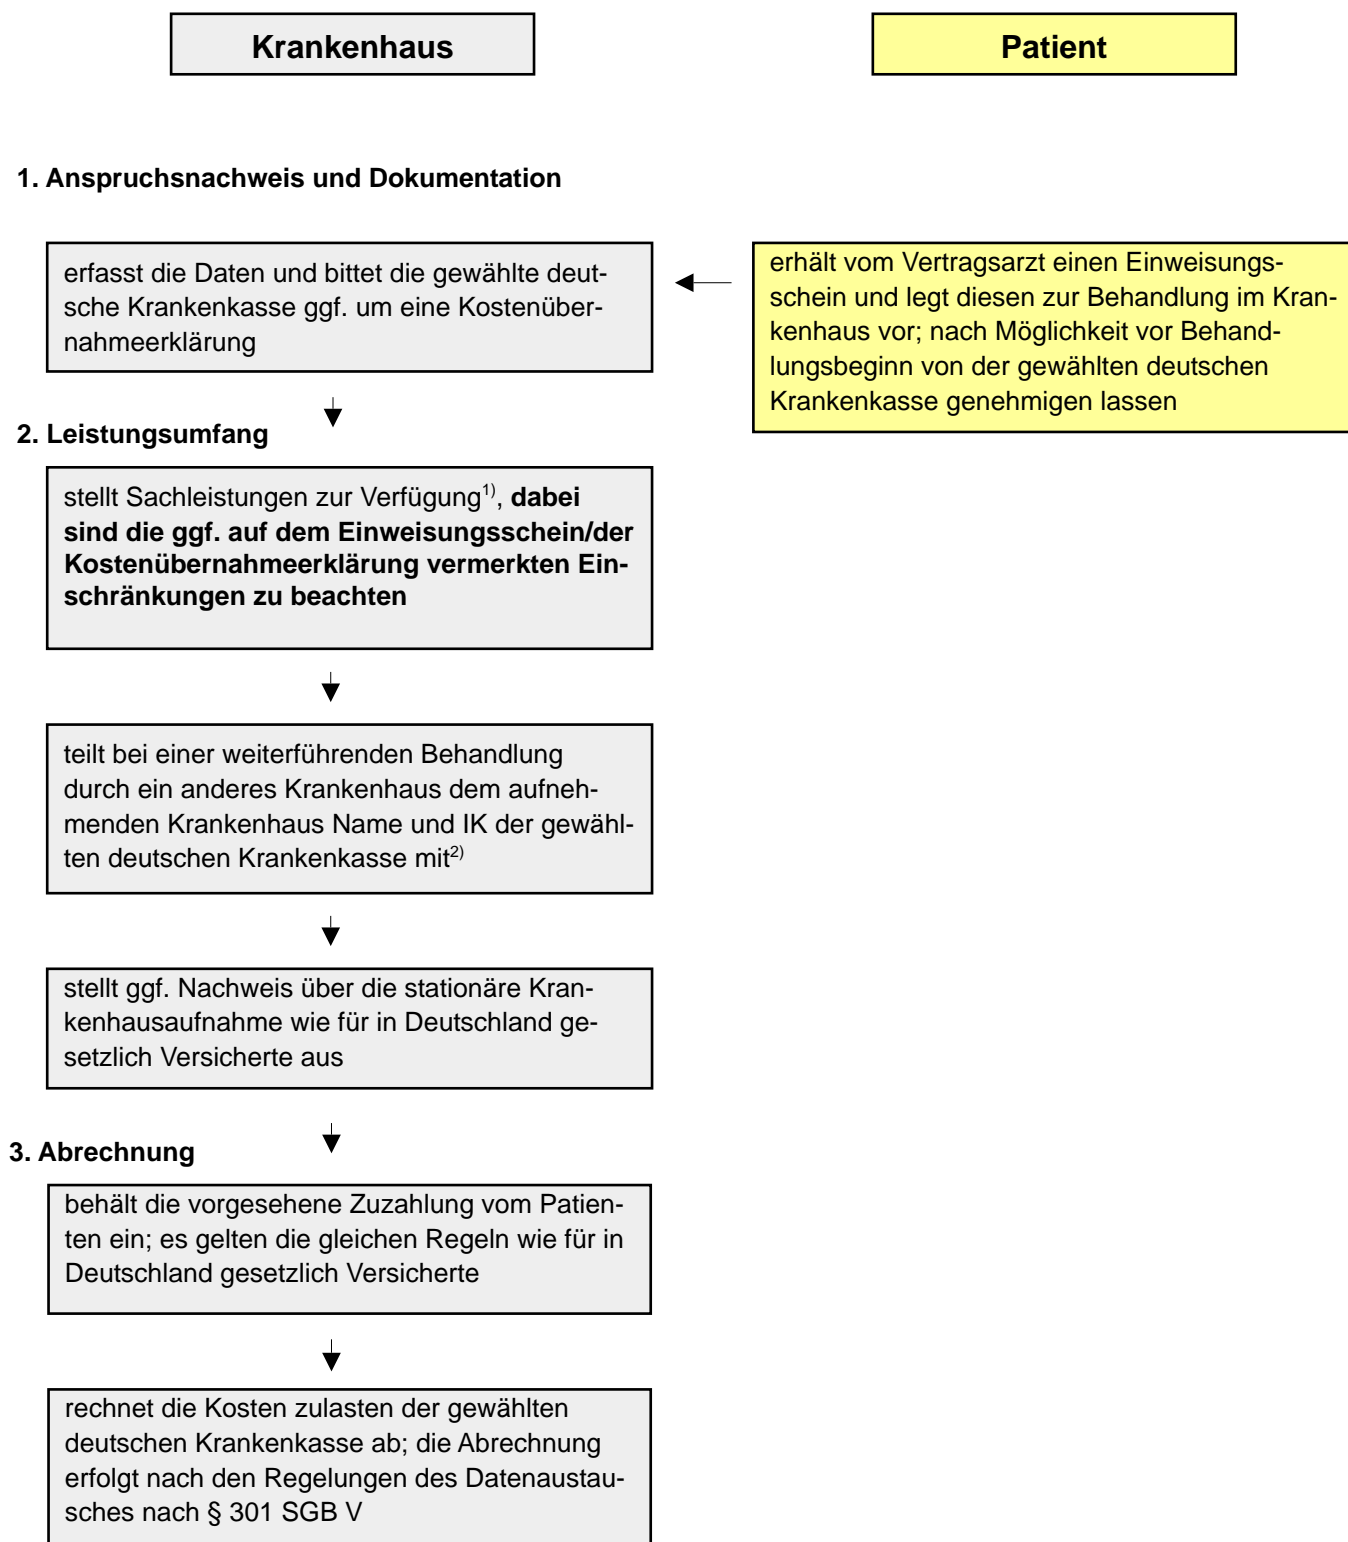 Krankenhaus
Patient
1. Anspruchsnachweis und Dokumentation
erfasst die Daten und bittet die gewählte deut-
sche Krankenkasse ggf. um eine Kostenüber-
nahmeerklärung
erhält vom Vertragsarzt einen Einweisungs-
schein und legt diesen zur Behandlung im Kran-
kenhaus vor; nach Möglichkeit vor Behand-
lungsbeginn von der gewählten deutschen
Krankenkasse genehmigen lassen
2. Leistungsumfang
stellt Sachleistungen zur Verfügung1), dabei
sind die ggf. auf dem Einweisungsschein/der
Kostenübernahmeerklärung vermerkten Ein-
schränkungen zu beachten
teilt bei einer weiterführenden Behandlung
durch ein anderes Krankenhaus dem aufneh-
menden Krankenhaus Name und IK der gewähl-
ten deutschen Krankenkasse mit2)
stellt ggf. Nachweis über die stationäre Kran-
kenhausaufnahme wie für in Deutschland ge-
setzlich Versicherte aus
3. Abrechnung
behält die vorgesehene Zuzahlung vom Patien-
ten ein; es gelten die gleichen Regeln wie für in
Deutschland gesetzlich Versicherte
rechnet die Kosten zulasten der gewählten
deutschen Krankenkasse ab; die Abrechnung
erfolgt nach den Regelungen des Datenaustau-
sches nach § 301 SGB V